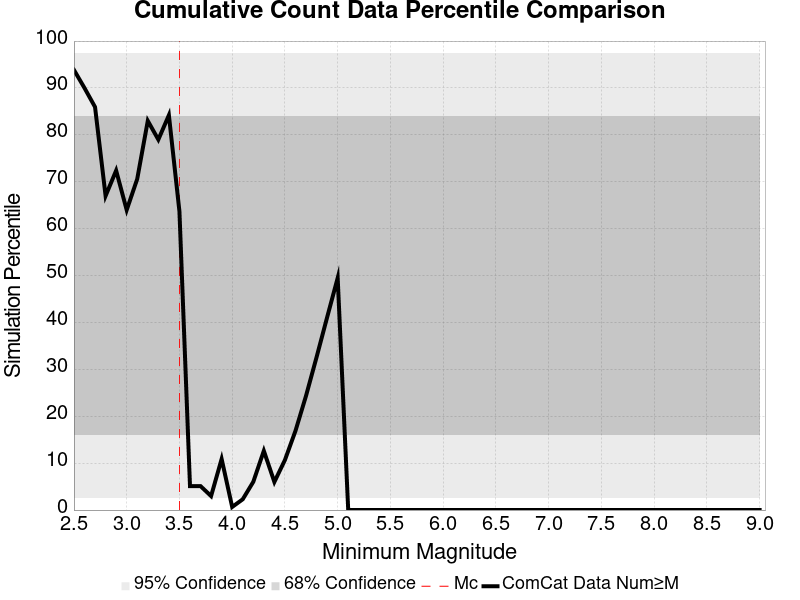 Cumulative Count Data Percentile Comparison
100
90
80
70
60
50
40
30
20
10
0
Simulation Percentile
2.5 3.0 3.5 4.0 4.5 5.0 5.5 6.0 6.5 7.0 7.5 8.0 8.5 9.0
Minimum Magnitude
95% Confidence 68% Confidence Mc ComCat Data Num≥M